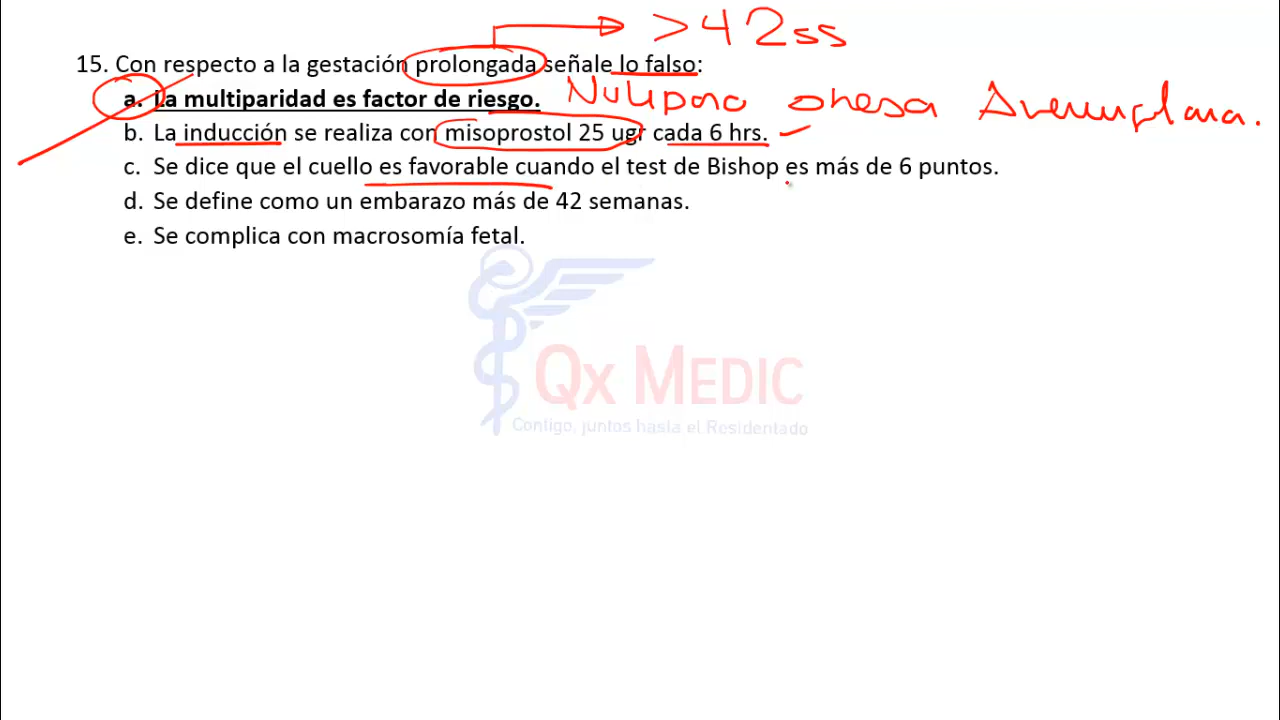 >42ss
15. Con respecto a la gestación prolongada señale lo falso:
a. La multiparidad es factor de riesgo. Nulípara obesa
b. La inducción se realiza con misoprostol 25 ugr cada 6 hrs.
c. Se dice que el cuello es favorable cuando el test de Bishop es más de 6 puntos.
d. Se define como un embarazo más de 42 semanas.
e. Se complica con macrosomía fetal.
Qx MEDIC
Contigo, juntos hasta el Residentado